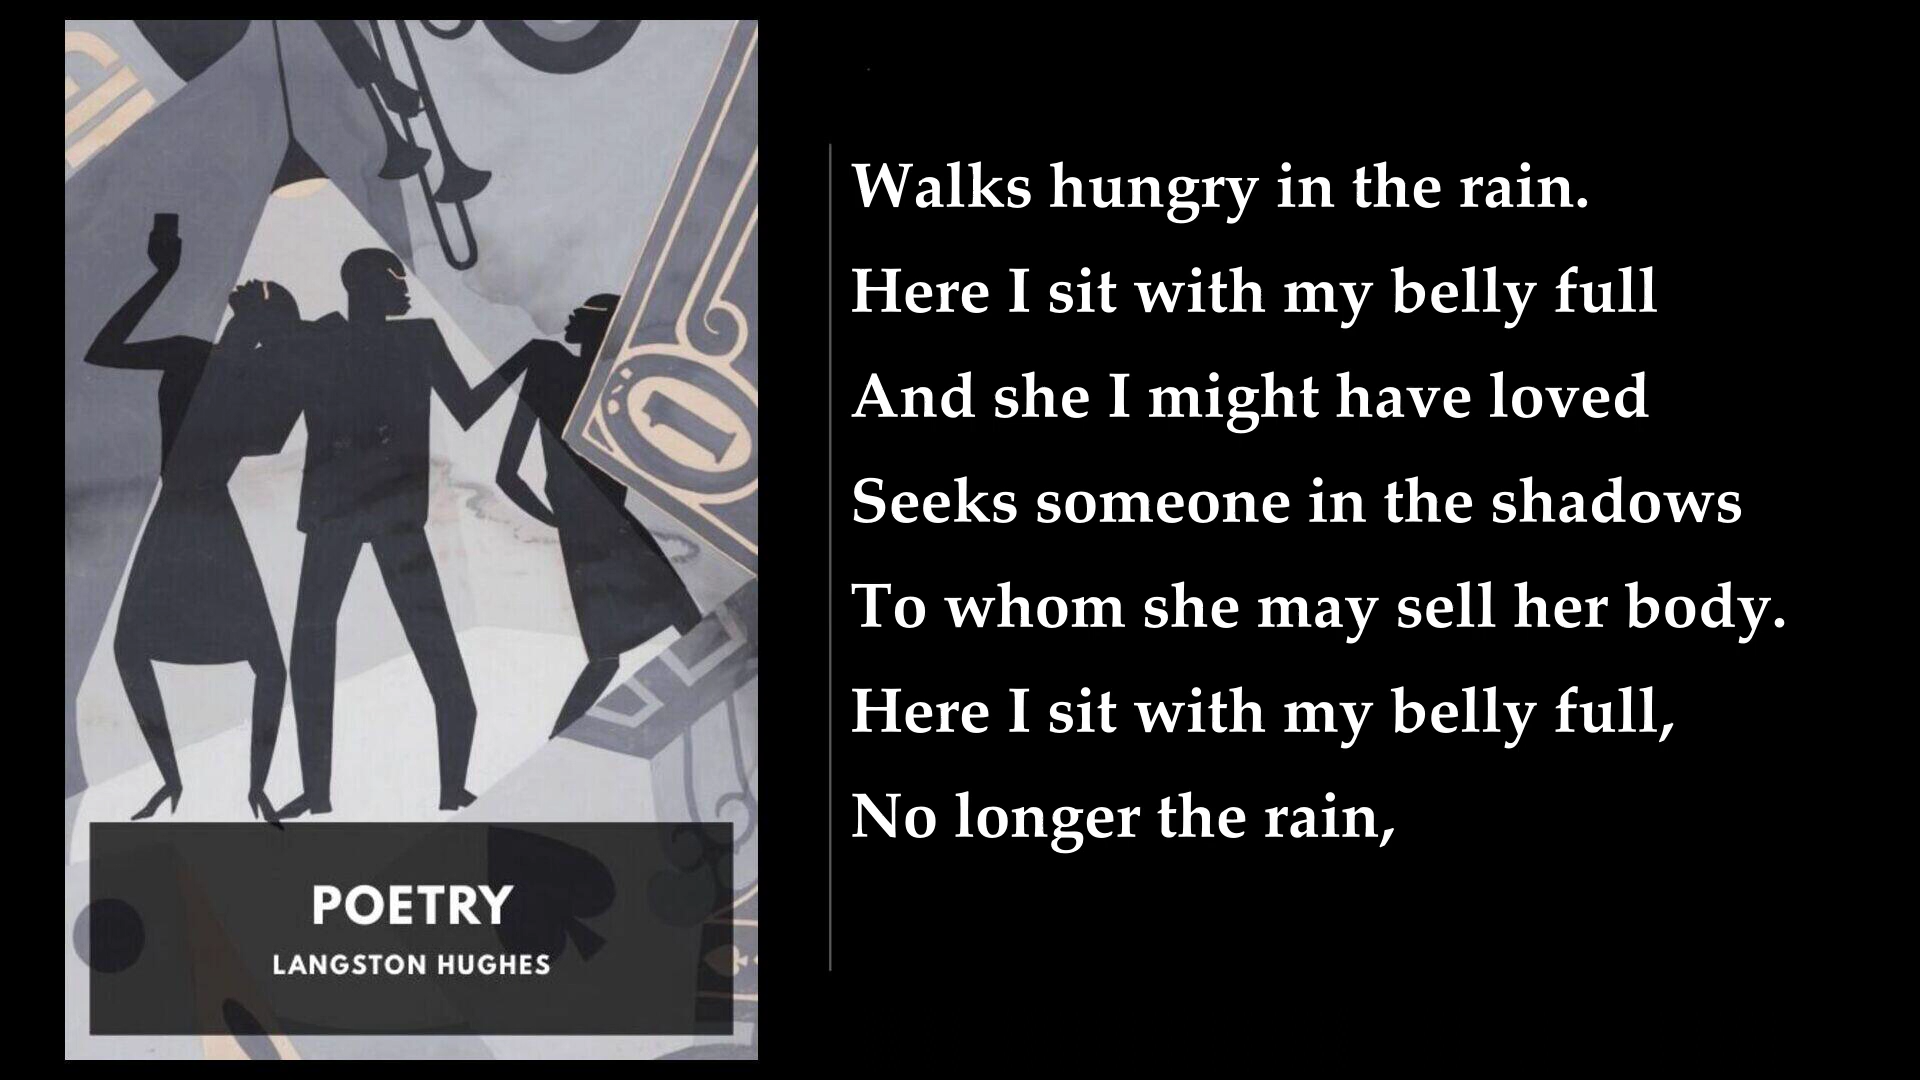 Walks hungry in the rain.
Here I sit with my belly full
And she I might have loved
Seeks someone in the shadows
To whom she may sell her body.
Here I sit with my belly full,
No longer the rain,
POETRY
LANGSTON HUGHES
1